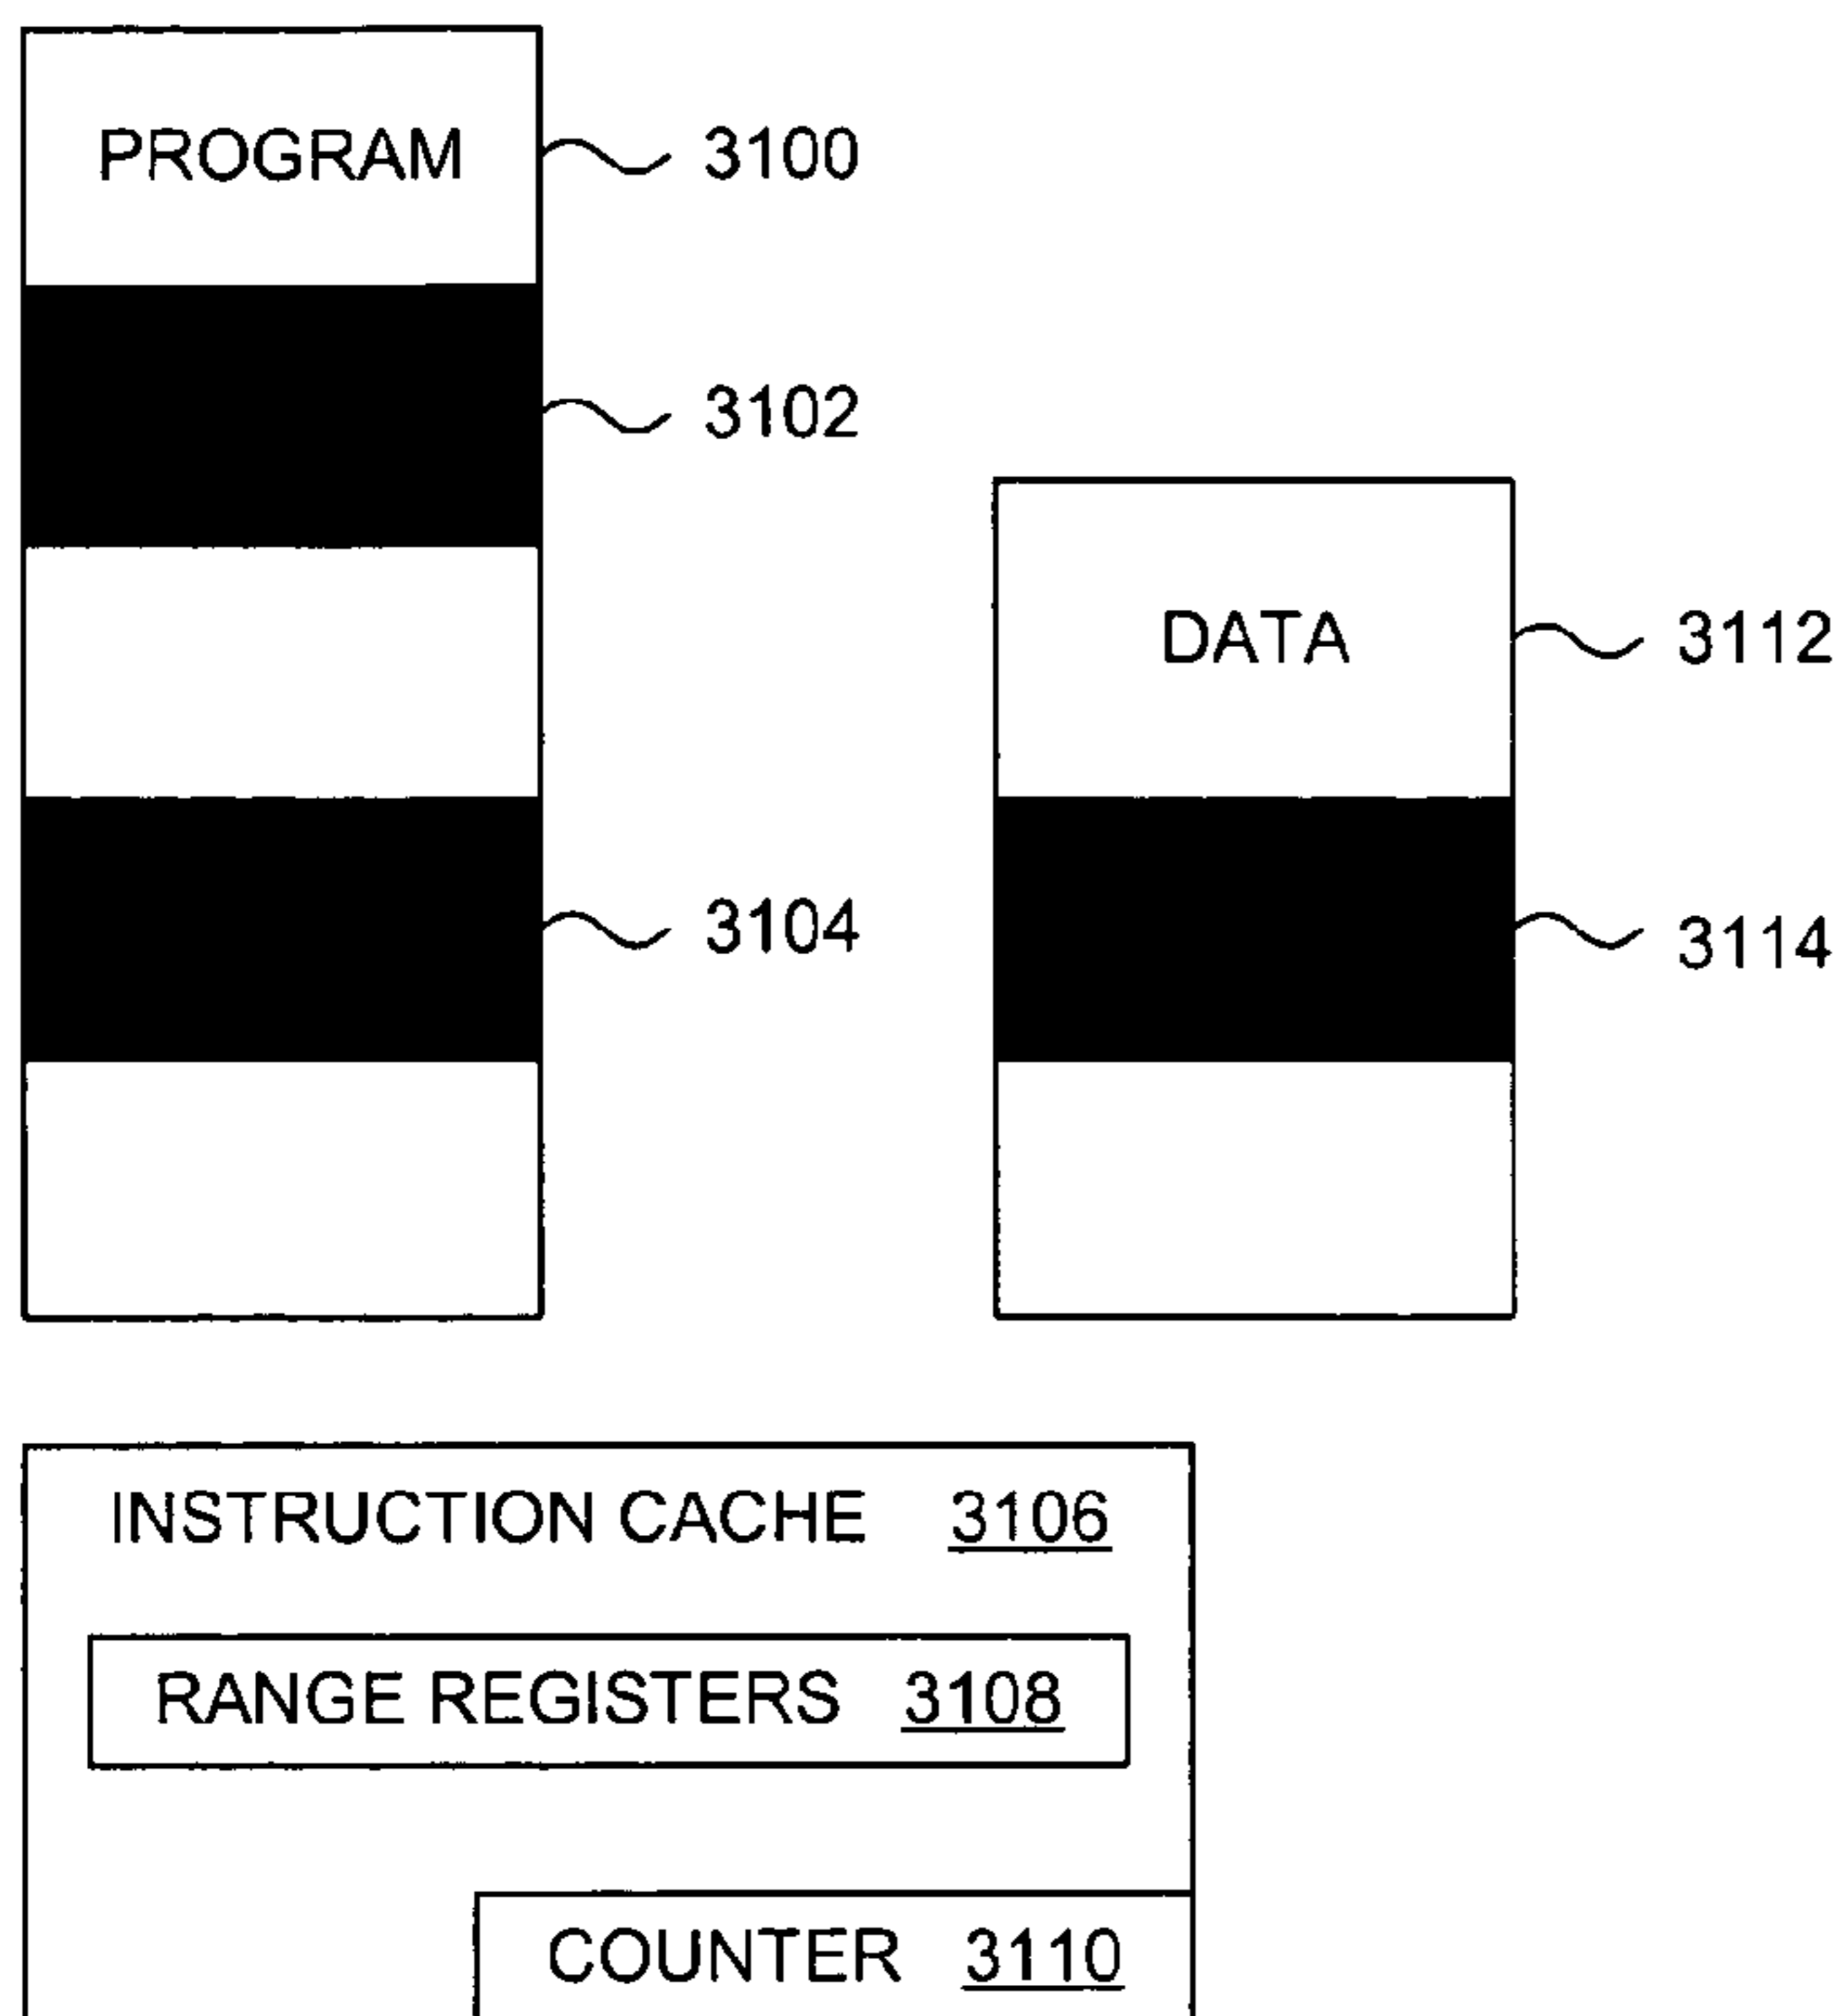 PROGRAM 3100
3102
DATA 3112
3104
3114
INSTRUCTION CACHE 3106
RANGE REGISTERS 3108
COUNTER 3110